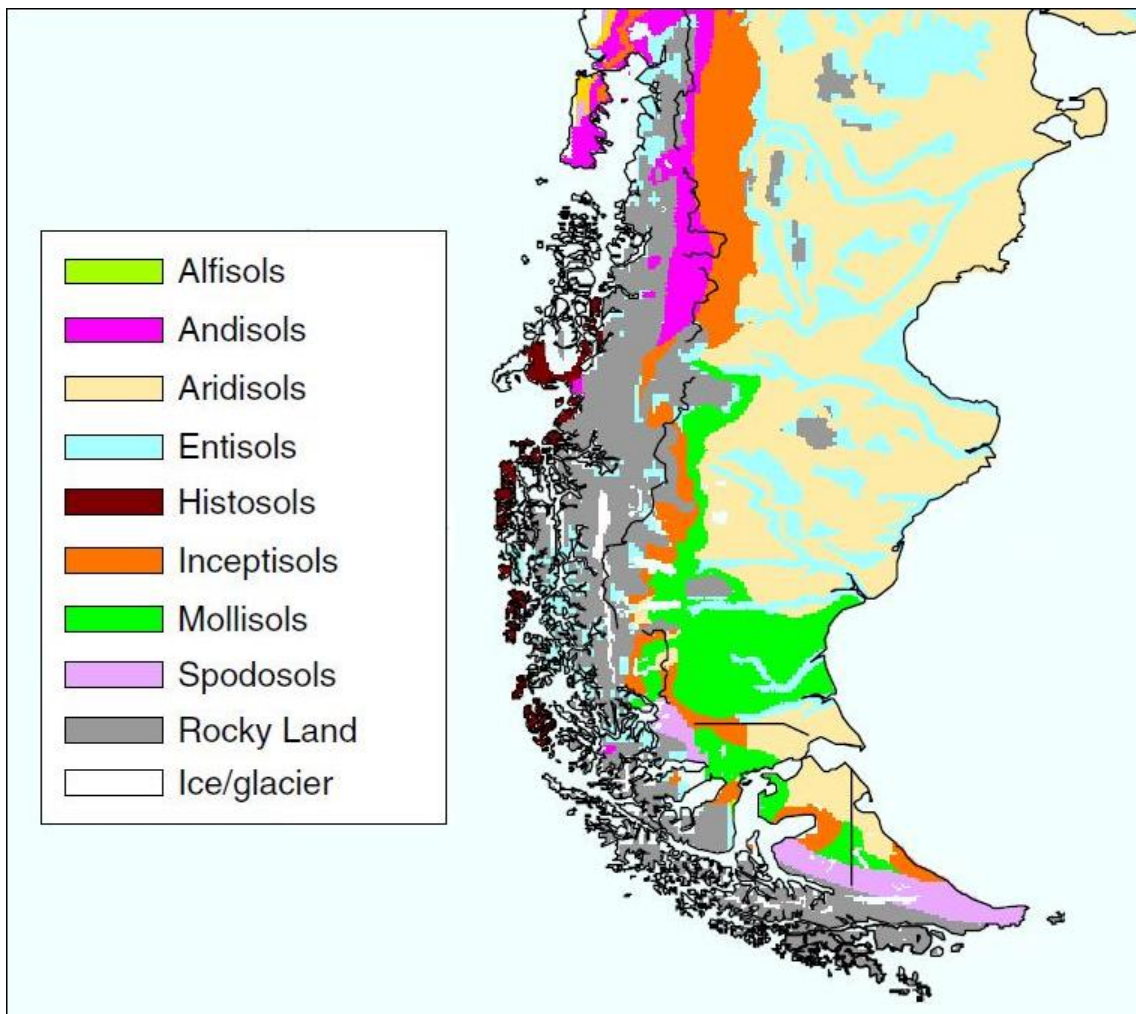 Alfisols
Andisols
Aridisols
Entisols
Histosols
Inceptisols
Mollisols
Spodosols
Rocky Land
Ice/glacier